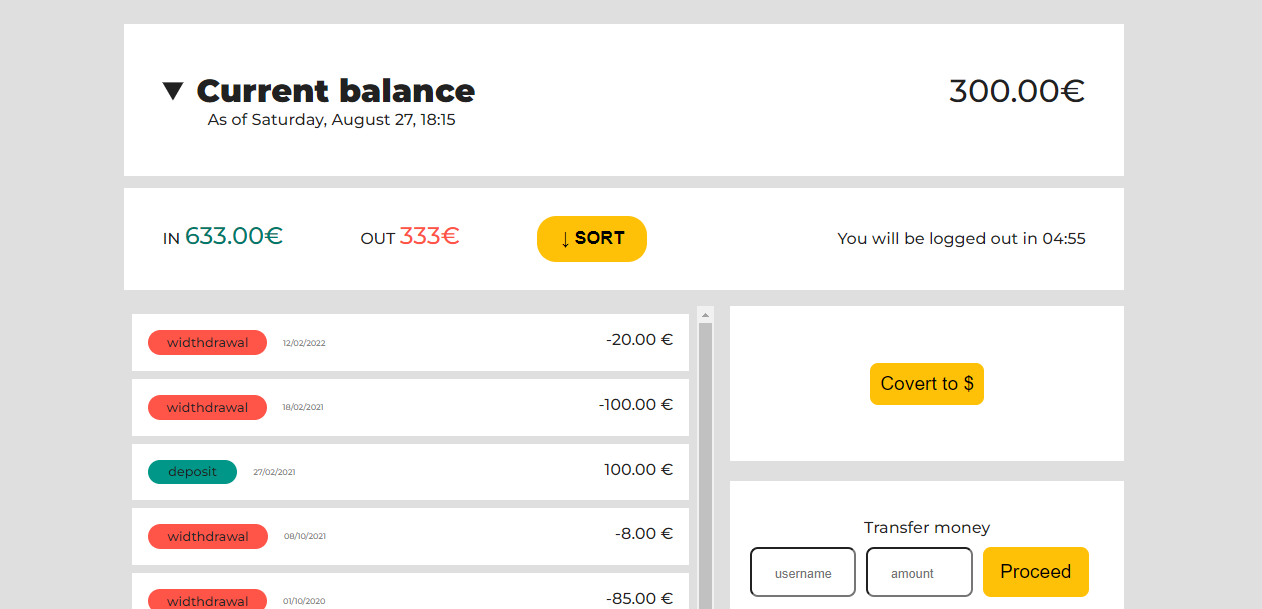 ▼ Current balance
300.00€
As of Saturday, August 27, 18:15
IN 633.00€
OUT 333€
↓ SORT
You will be logged out in 04:55
widthdrawal 12/02/2022 -20.00 €
widthdrawal 18/02/2021 -100.00 €
deposit 27/02/2021 100.00 €
widthdrawal 08/10/2021 -8.00 €
widthdrawal 01/10/2020 -85.00 €
Covert to $
Transfer money
username amount Proceed